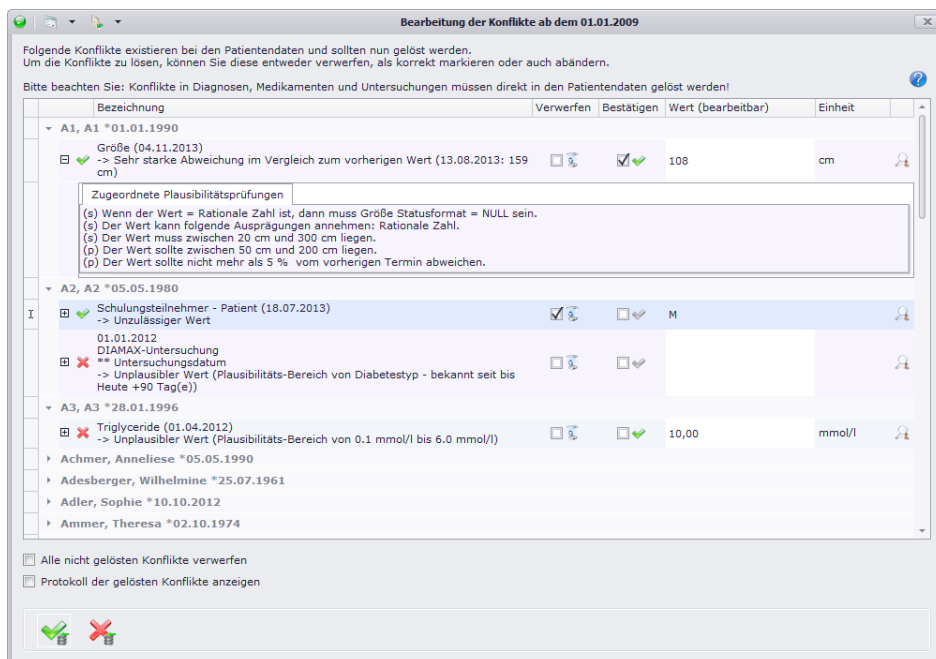 Bearbeitung der Konflikte ab dem 01.01.2009
Folgende Konflikte existieren bei den Patientendaten und sollten nun gelöst werden.
Um die Konflikte zu lösen, können Sie diese entweder verwerfen, als korrekt markieren oder auch abändern.
Bitte beachten Sie: Konflikte in Diagnosen, Medikamenten und Untersuchungen müssen direkt in den Patientendaten gelöst werden!
Bezeichnung Verwerfen Bestätigen Wert (bearbeitbar) Einheit
A1, A1 *01.01.1990
Größe (04.11.2013)
-> Sehr starke Abweichung im Vergleich zum vorherigen Wert (13.08.2013: 159 108 cm
cm)
Zugeordnete Plausibilitätsprüfungen
(s) Wenn der Wert = Rationale Zahl ist, dann muss Größe Statusformat = NULL sein.
(s) Der Wert kann folgende Ausprägungen annehmen: Rationale Zahl.
(s) Der Wert muss zwischen 20 cm und 300 cm liegen.
(p) Der Wert sollte zwischen 50 cm und 200 cm liegen.
(p) Der Wert sollte nicht mehr als 5 % vom vorherigen Termin abweichen.
A2, A2 *05.05.1980
Schulungsteilnehmer - Patient (18.07.2013)
-> Unzulässiger Wert M
01.01.2012
DIAMAX-Untersuchung
** Untersuchungsdatum
-> Unplausibler Wert (Plausibilitäts-Bereich von Diabetestyp - bekannt seit bis
Heute +90 Tag(e))
A3, A3 *28.01.1996
Triglyceride (01.04.2012)
-> Unplausibler Wert (Plausibilitäts-Bereich von 0.1 mmol/l bis 6.0 mmol/l) 10,00 mmol/l
Achmer, Anneliese *05.05.1990
Adesberger, Wilhelmine *25.07.1961
Adler, Sophie *10.10.2012
Ammer, Theresa *02.10.1974
Alle nicht gelösten Konflikte verwerfen
Protokoll der gelösten Konflikte anzeigen